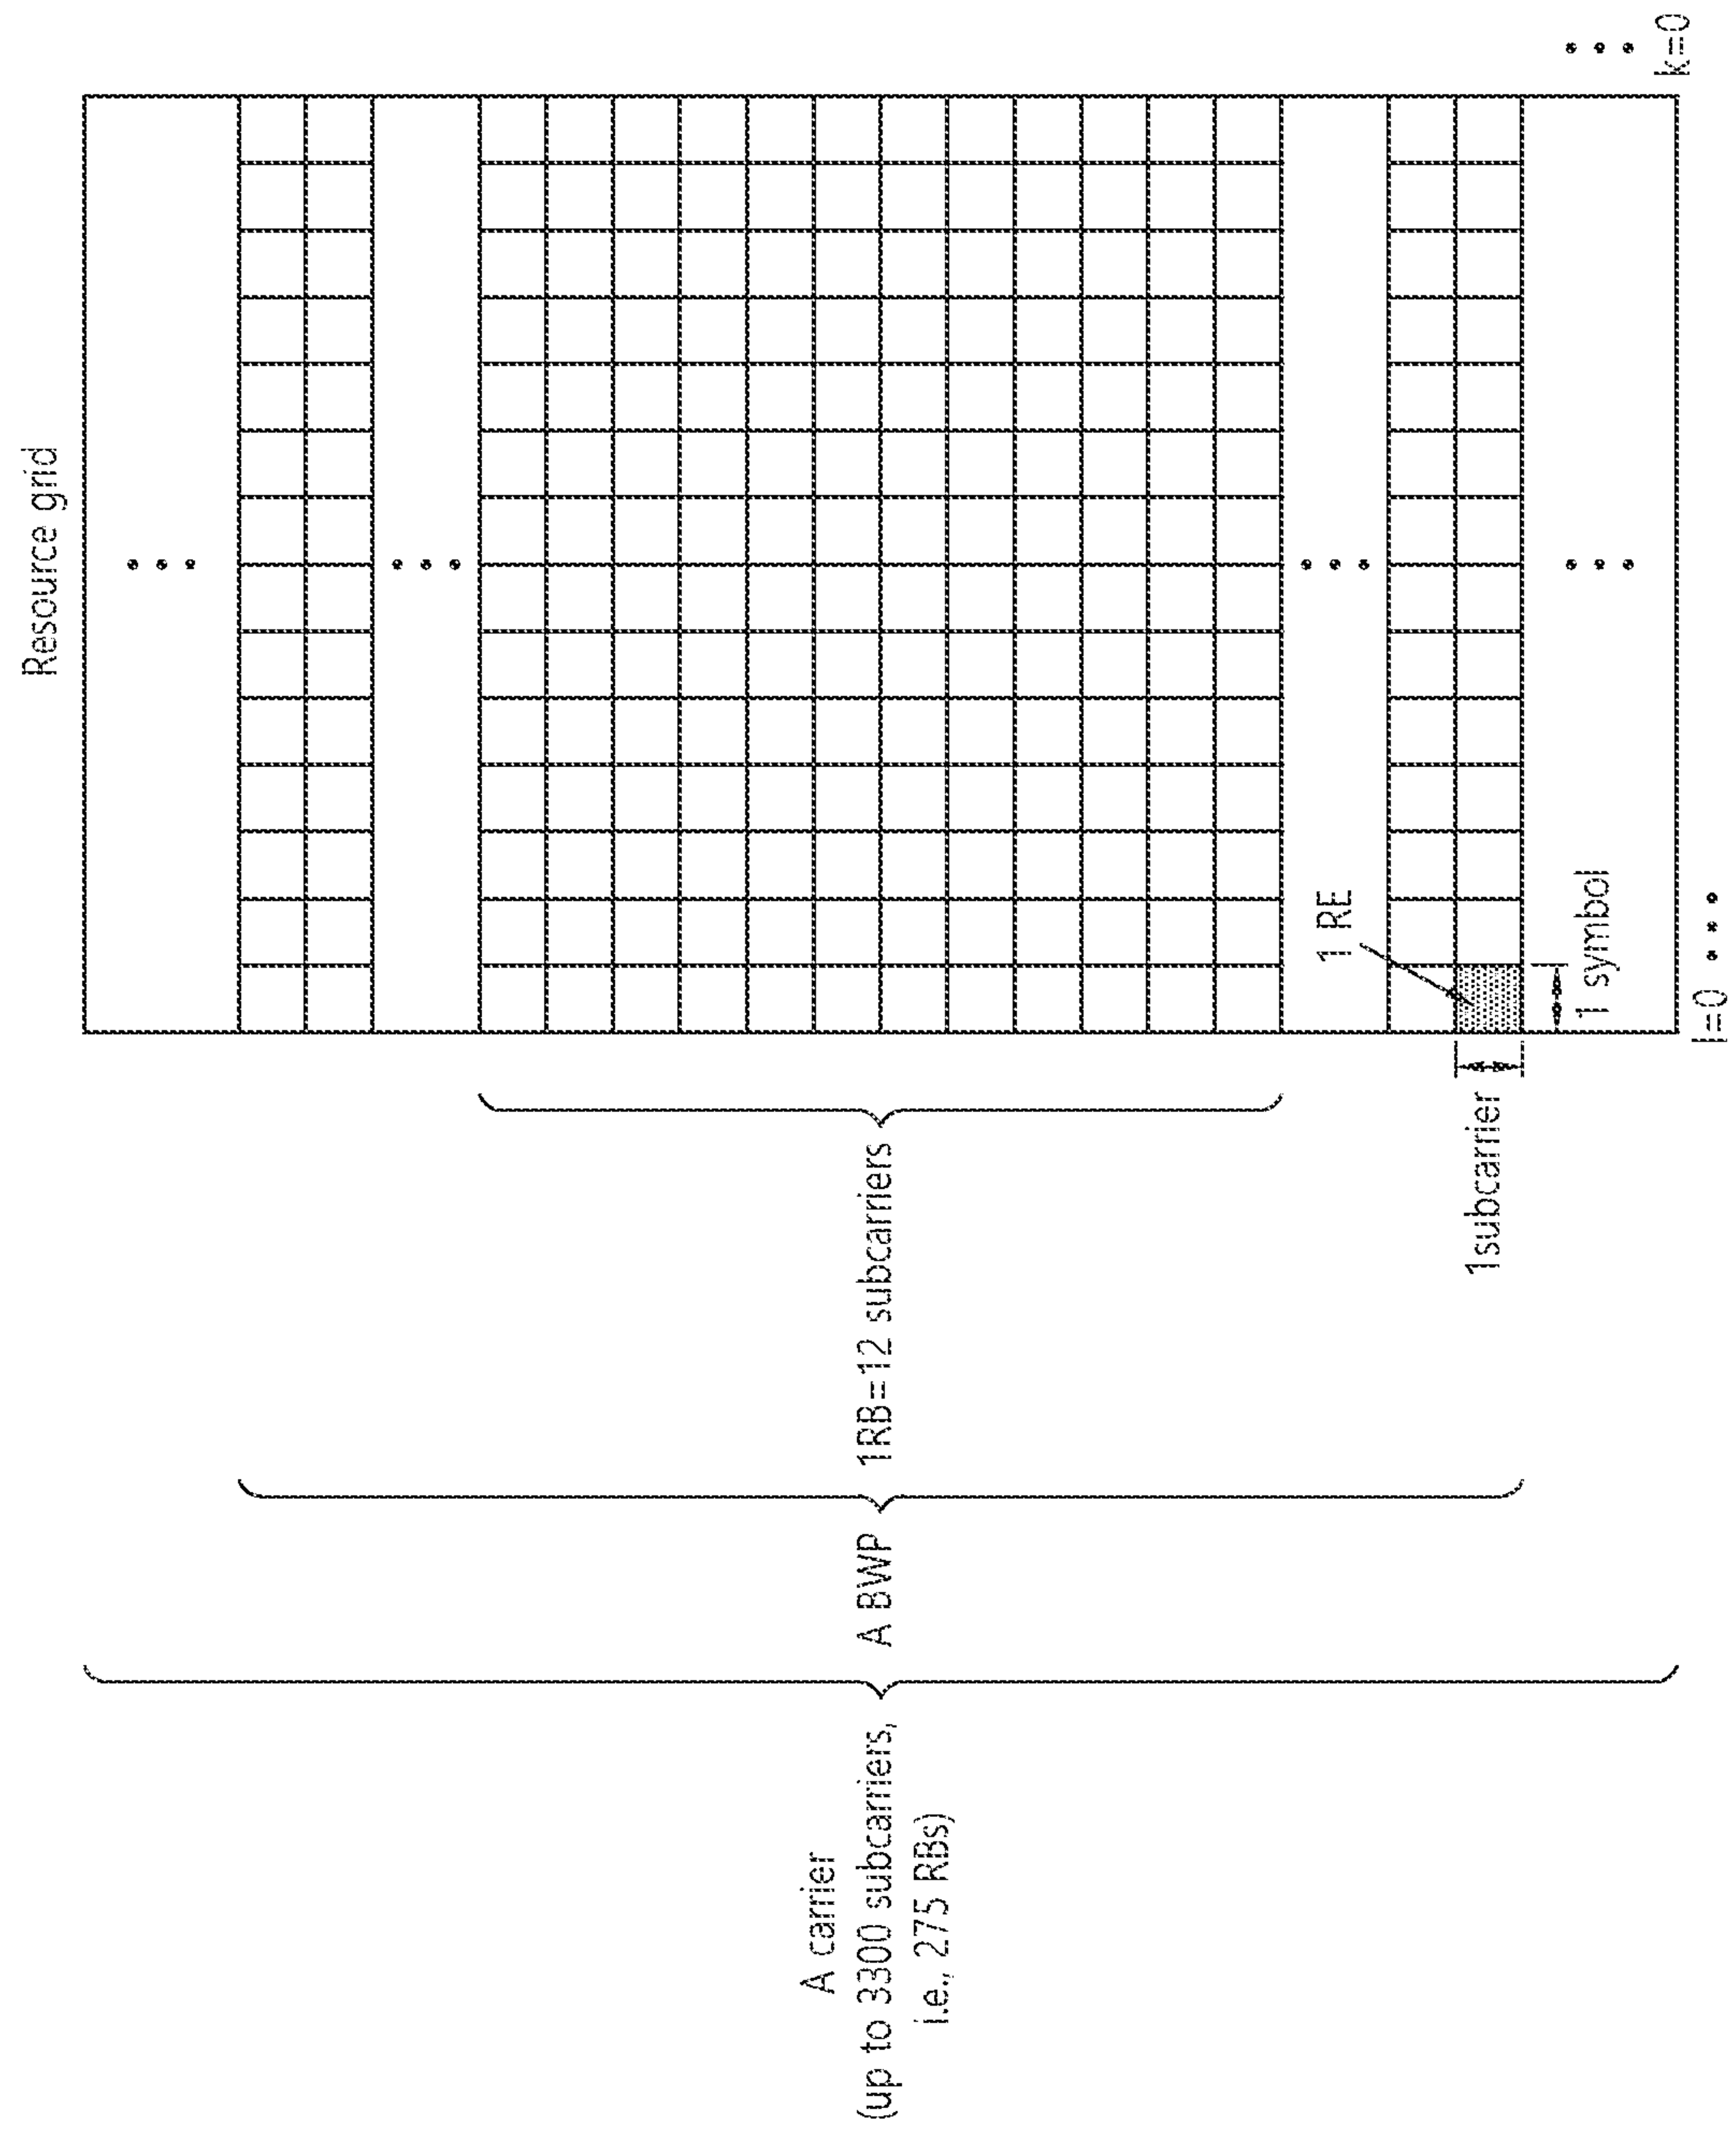 Resource grid
A carrier
(up to 3300 subcarriers,
i.e., 275 RBs)
A BWP
1RB=12 subcarriers
1 RE
1subcarrier
1 symbol
k=0
l=0